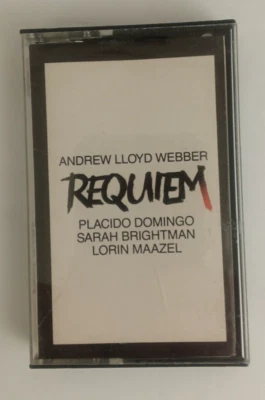 ANDREW LLOYD WEBBER
REQUIEM
PLACIDO DOMINGO
SARAH BRIGHTMAN
LORIN MAAZEL